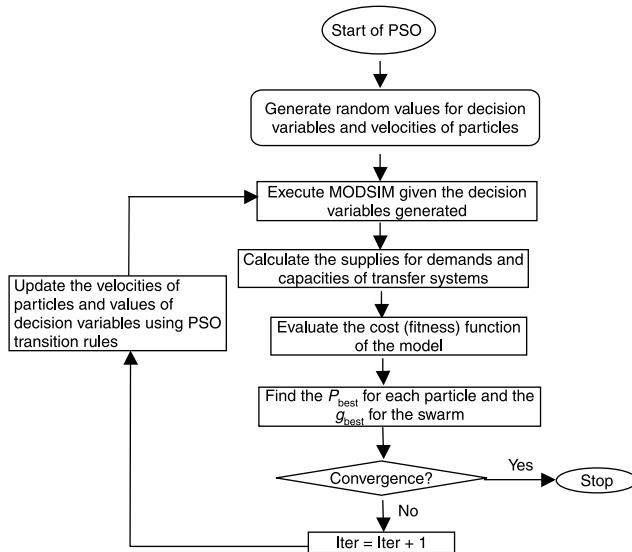 Start of PSO
Generate random values for decision
variables and velocities of particles
Execute MODSIM given the decision
variables generated
Calculate the supplies for demands and
capacities of transfer systems
Update the velocities of
particles and values of
decision variables using PSO
transition rules
Evaluate the cost (fitness) function
of the model
Find the Pbest for each particle and the
gbest for the swarm
Convergence?
Yes
Stop
No
Iter = Iter + 1